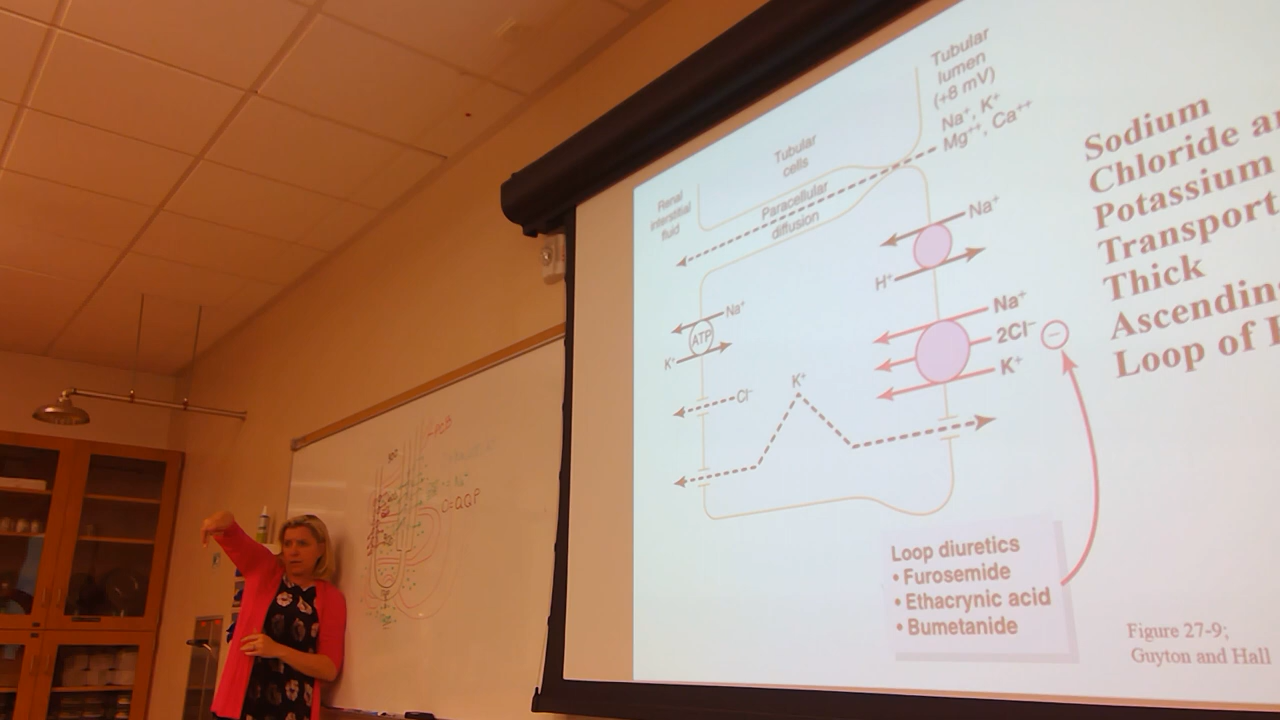 Tubular
lumen
(+8 mV)
Na⁺, K⁺
Mg⁺⁺, Ca⁺⁺
Tubular
cells
Renal
interstitial
fluid
Paracellular
diffusion
Na⁺
H⁺
Na⁺
ATP
K⁺
Na⁺
2Cl⁻
K⁺
−
Cl⁻
K⁺
Loop diuretics
• Furosemide
• Ethacrynic acid
• Bumetanide
Sodium
Chloride
Potassium
Transport
Thick
Loop of
Figure 27-9;
Guyton and Hall
300